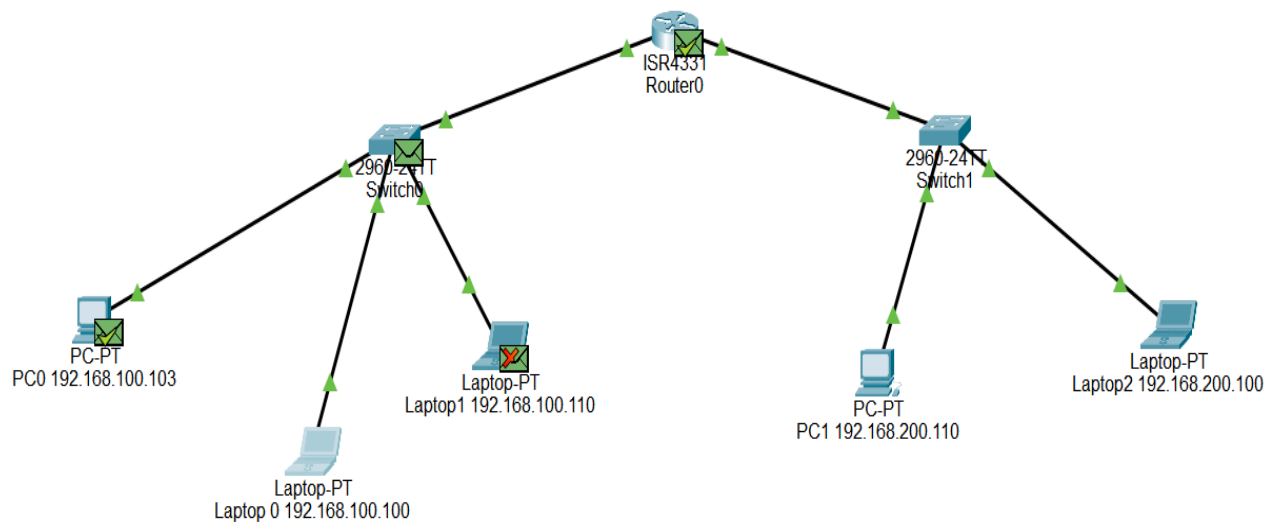 ISR4331
Router0
2960-24TT
Switch0
2960-24TT
Switch1
PC-PT
PC0 192.168.100.103
Laptop-PT
Laptop1 192.168.100.110
Laptop-PT
Laptop2 192.168.200.100
PC-PT
PC1 192.168.200.110
Laptop-PT
Laptop 0 192.168.100.100